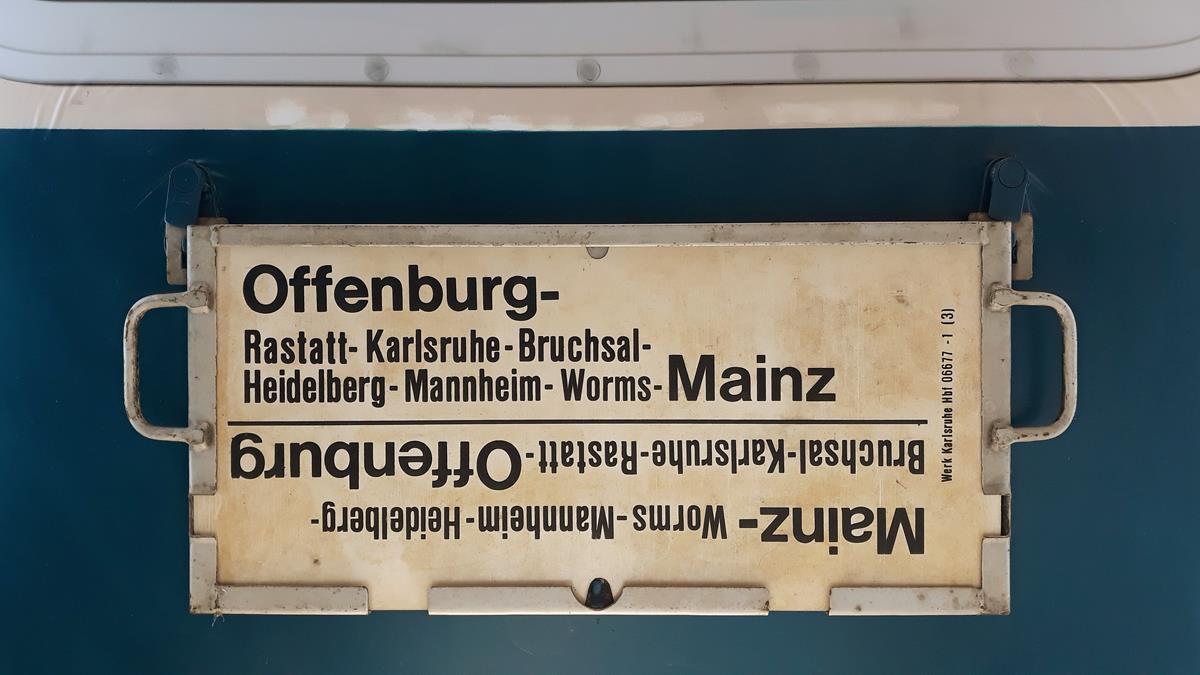 Offenburg-
Rastatt- Karlsruhe - Bruchsal-
Heidelberg - Mannheim - Worms - Mainz
Mainz - Worms - Mannheim - Heidelberg-
Bruchsal-Karlsruhe-Rastatt-Offenburg
Werk Karlsruhe Hbf 06677 -1 (3)